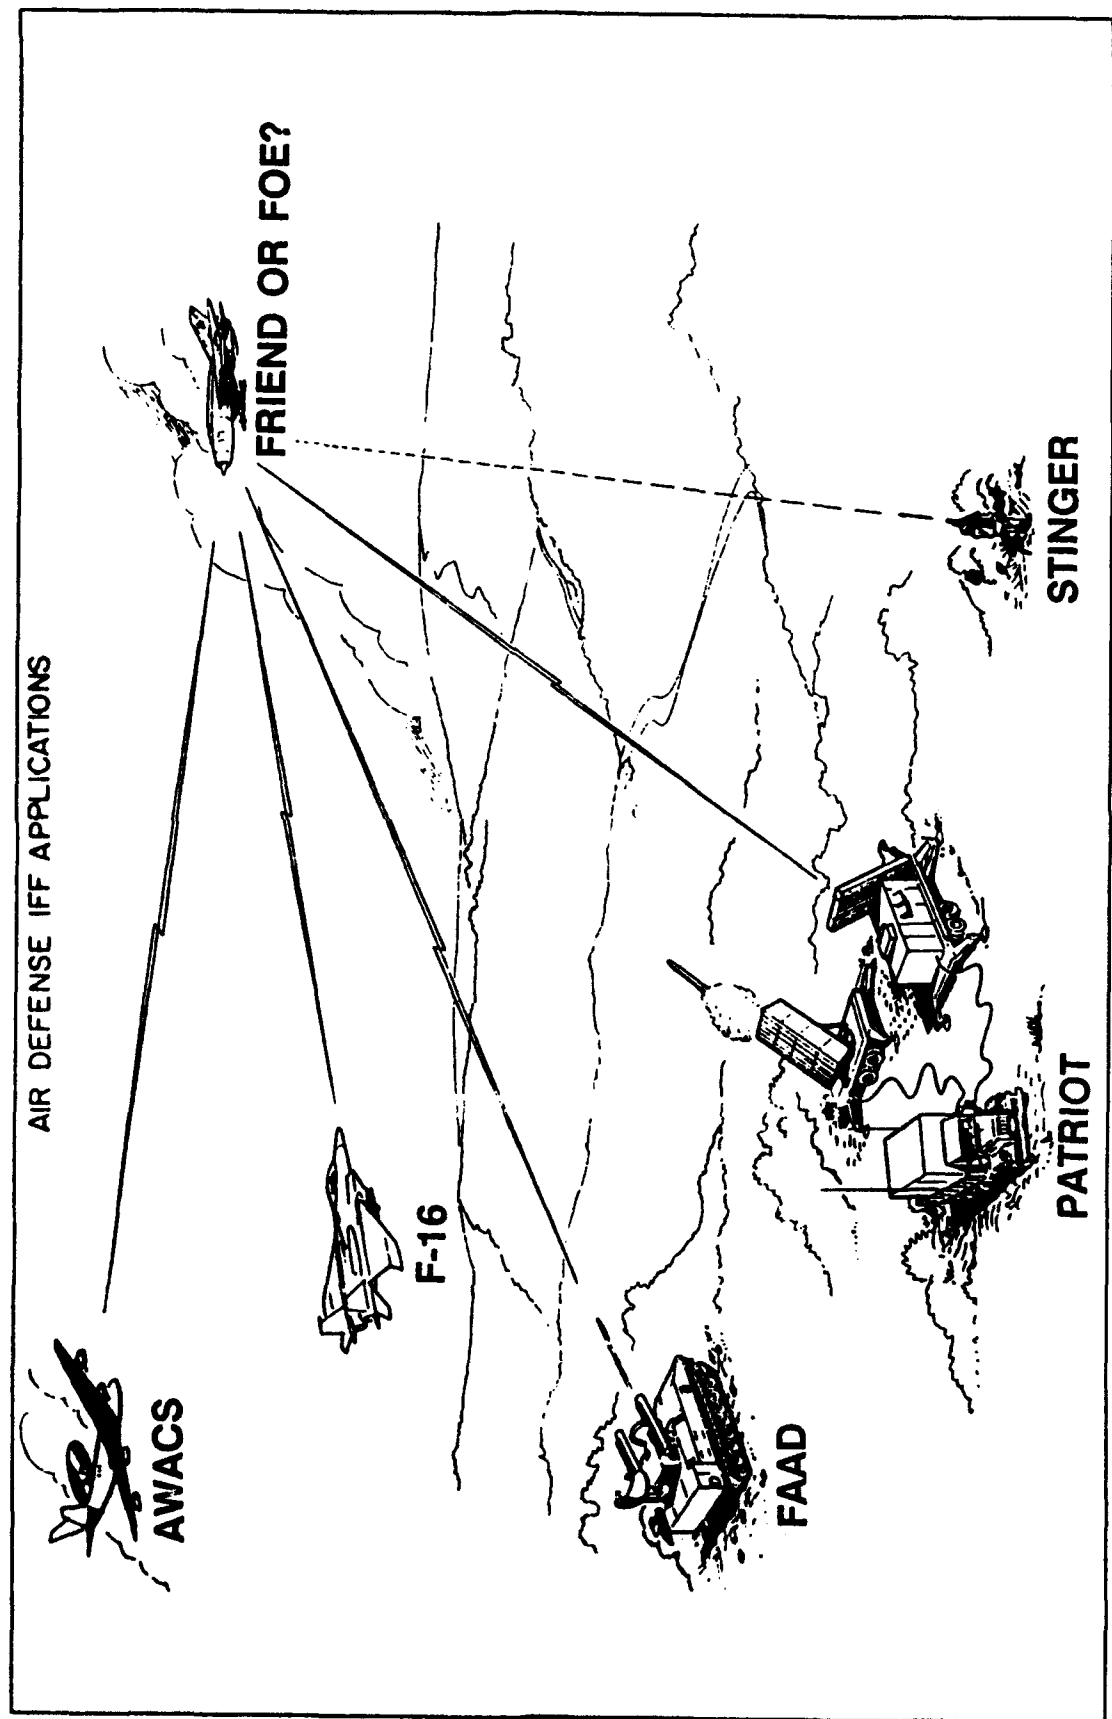 AIR DEFENSE IFF APPLICATIONS
AWACS
FRIEND OR FOE?
F-16
FAAD
PATRIOT
STINGER